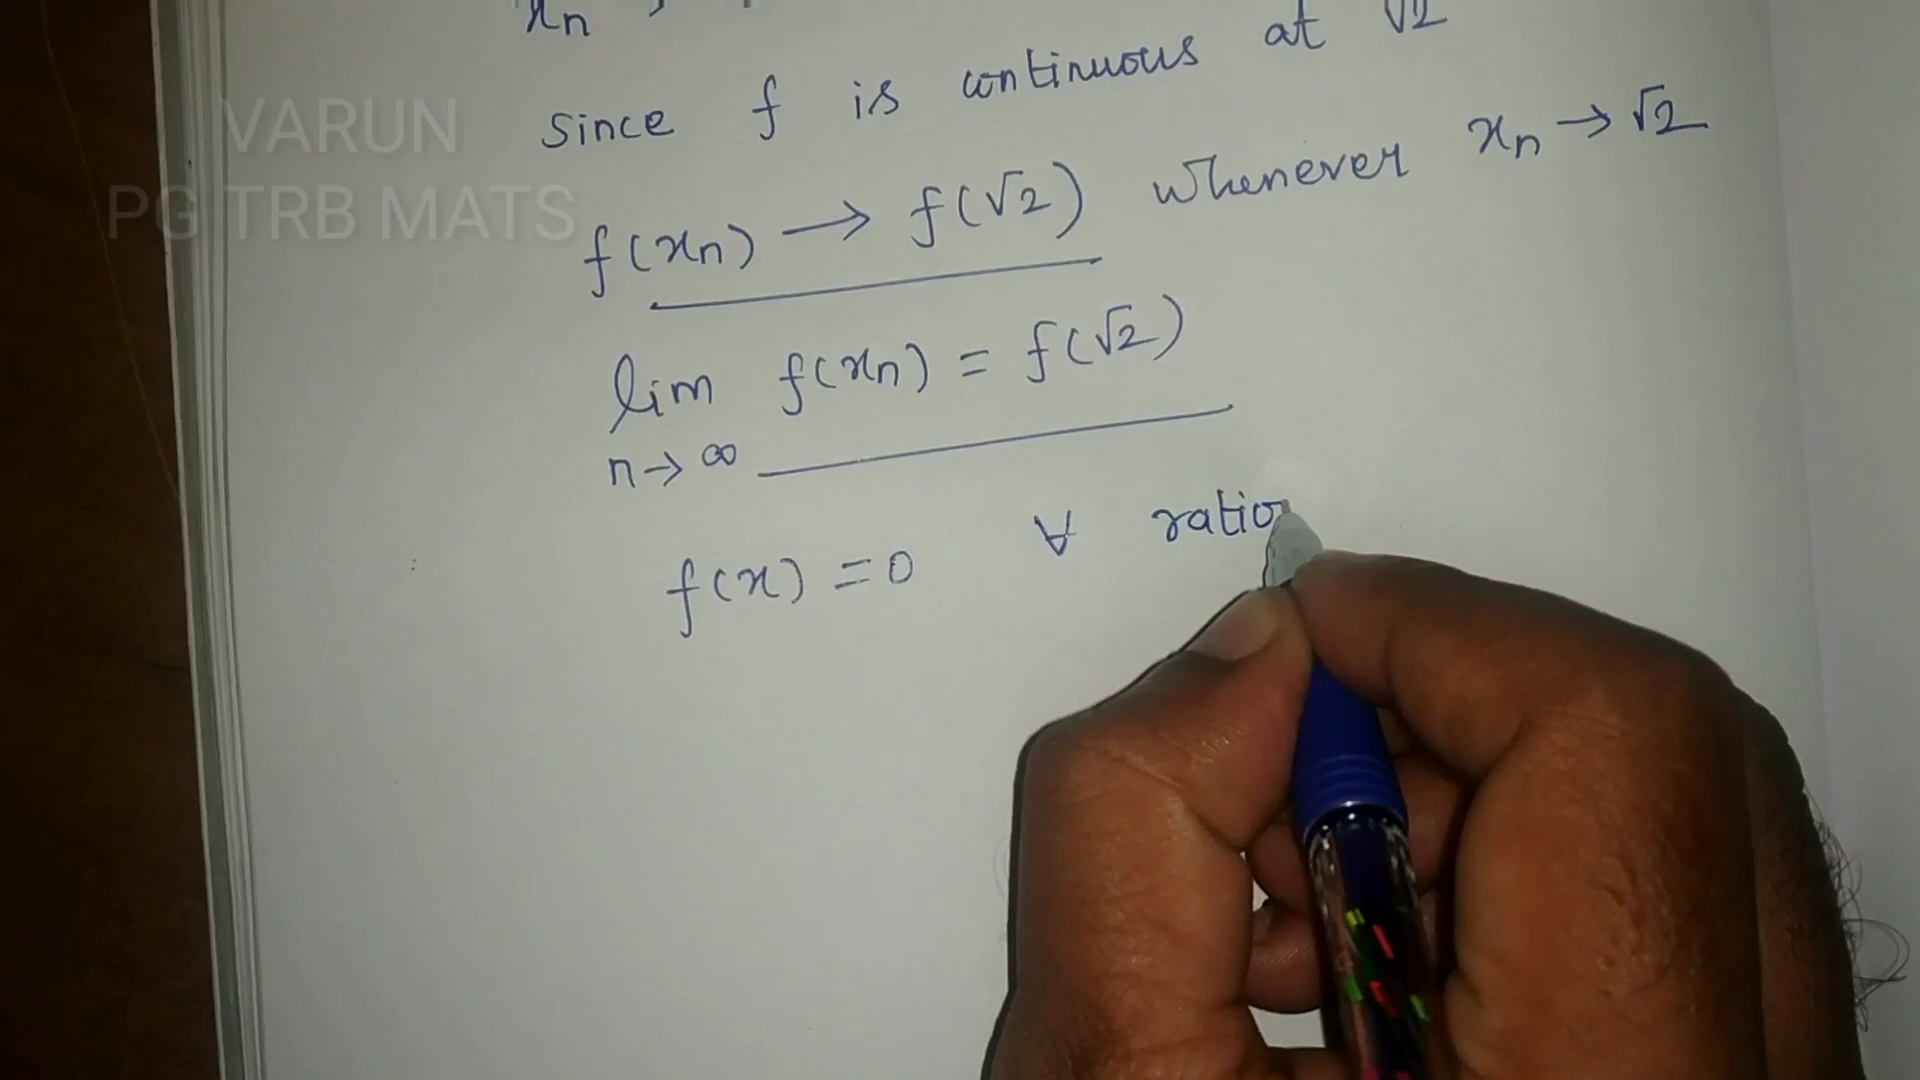 xn
since f is continuous at √2
VARUN
PG TRB MATS
f(xn) → f(√2) whenever xn → √2
lim f(xn) = f(√2)
n → ∞
f(x) = 0 ∀ ratio